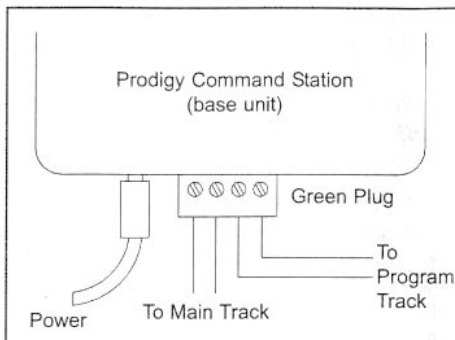 Prodigy Command Station
(base unit)
Green Plug
To
Program
Track
To Main Track
Power